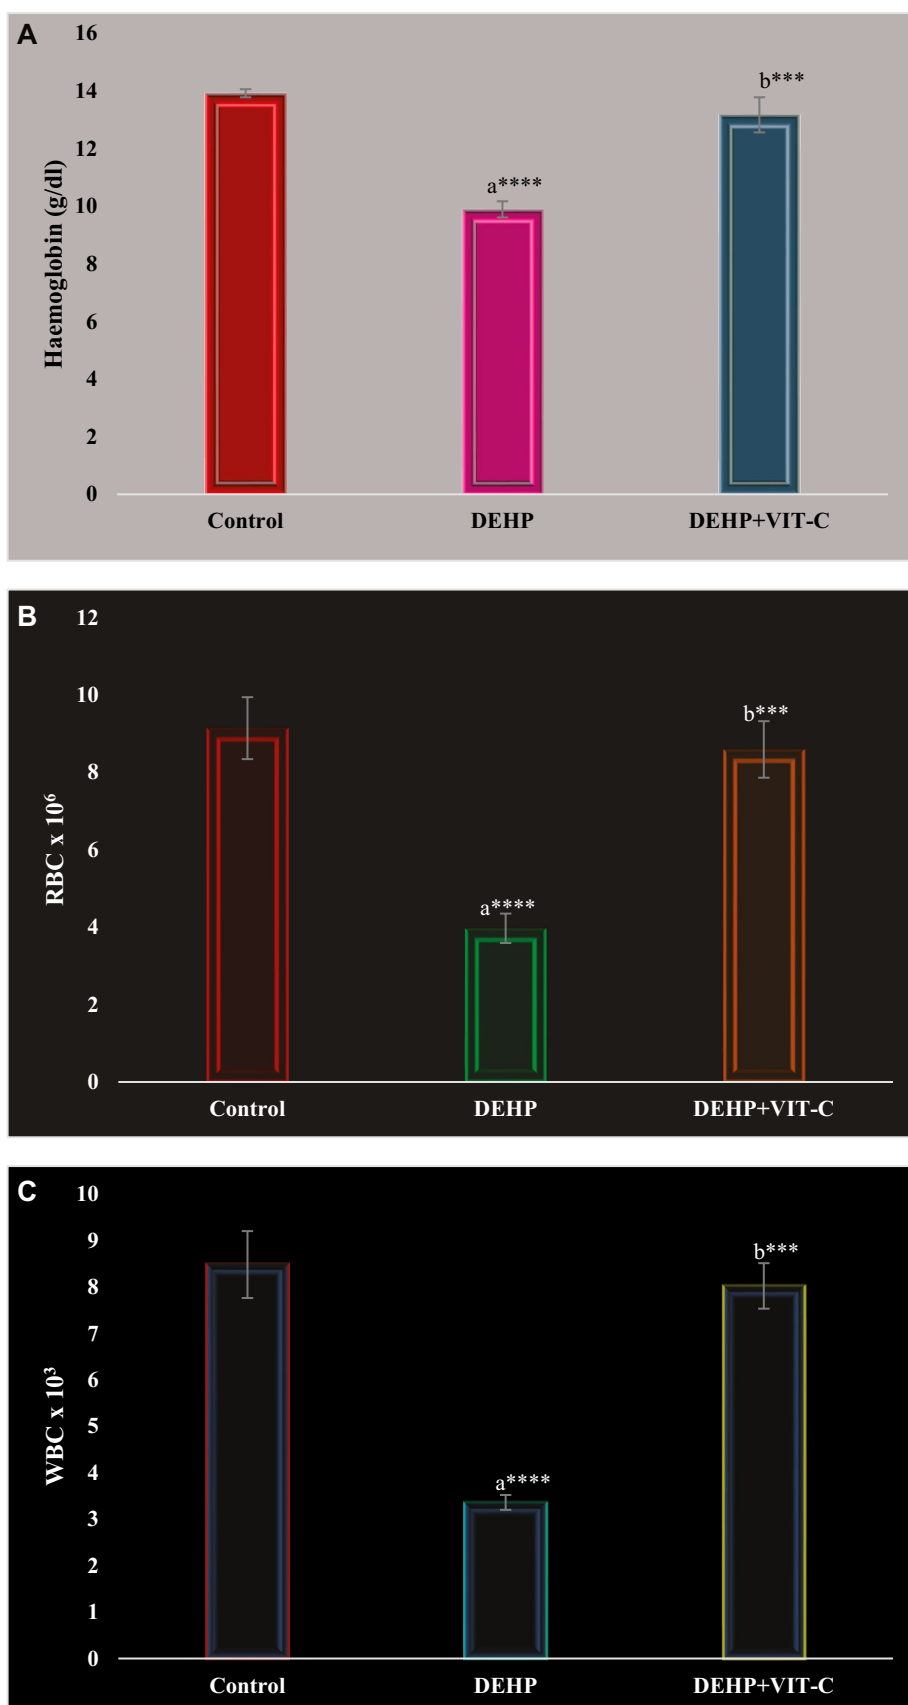 A
16
14
12
10
8
6
4
2
0
Haemoglobin (g/dl)
a****
b***
Control DEHP DEHP+VIT-C
B
12
10
8
6
4
2
0
RBC x 10⁶
a****
b***
Control DEHP DEHP+VIT-C
C
10
9
8
7
6
5
4
3
2
1
0
WBC x 10³
a****
b***
Control DEHP DEHP+VIT-C